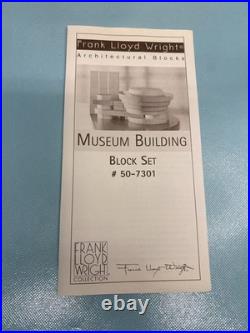 Frank Lloyd Wright®
Architectural Blocks
MUSEUM BUILDING
BLOCK SET
# 50-7301
FRANK
LLOYD
WRIGHT
COLLECTION
Frank Lloyd Wright